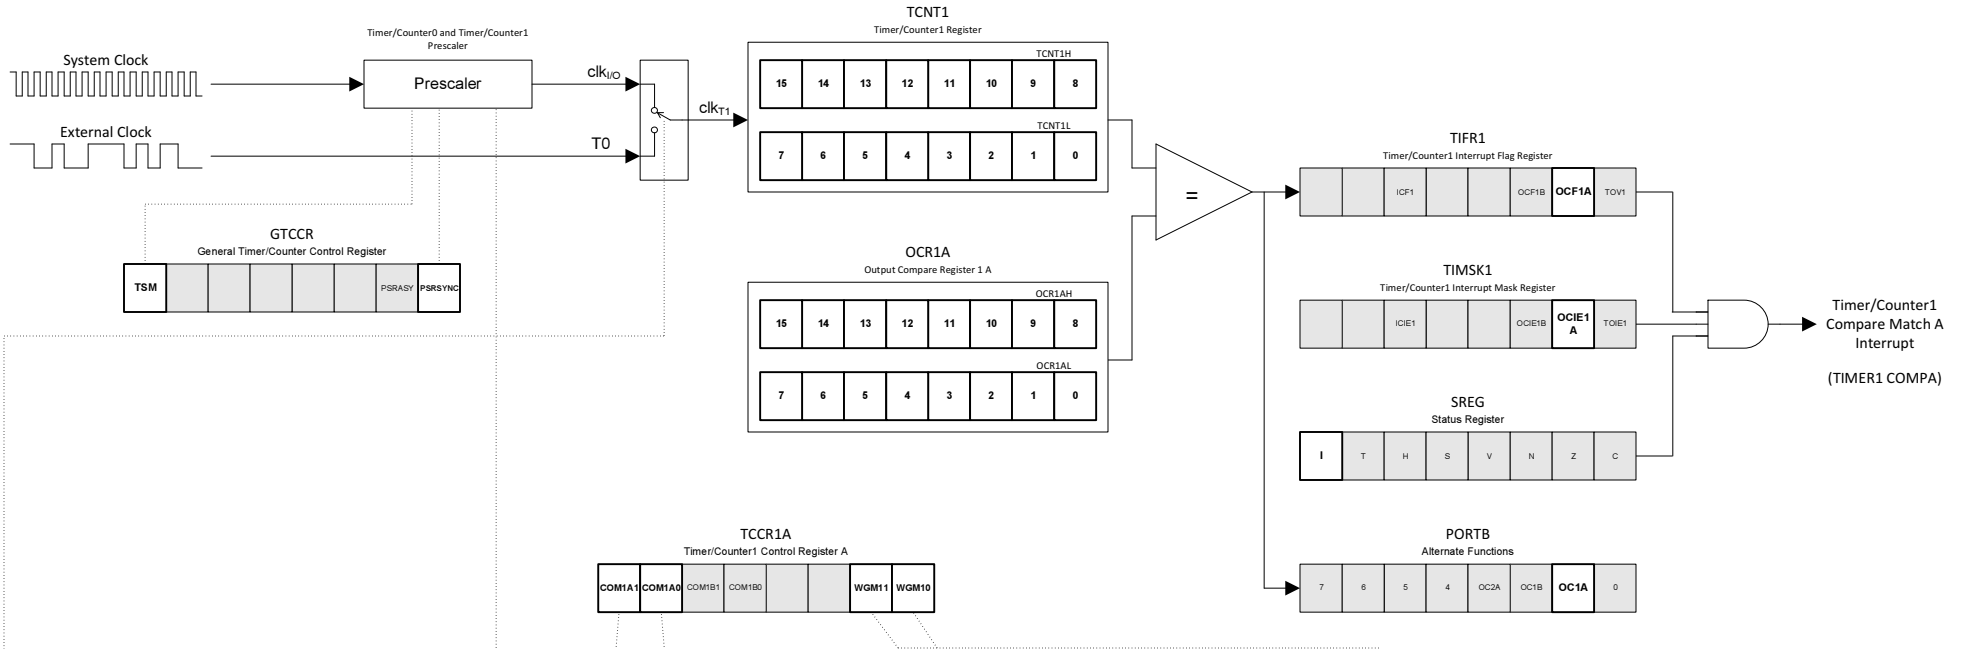 TCNT1
Timer/Counter1 Register
Timer/Counter0 and Timer/Counter1
Prescaler
System Clock
Prescaler
clkI/O
TCNT1H
15 14 13 12 11 10 9 8
clkT1
External Clock
T0
TCNT1L
7 6 5 4 3 2 1 0
TIFR1
Timer/Counter1 Interrupt Flag Register
ICF1 OCF1B OCF1A TOV1
=
GTCCR
General Timer/Counter Control Register
TSM PSRASY PSRSYNC
OCR1A
Output Compare Register 1 A
OCR1AH
15 14 13 12 11 10 9 8
OCR1AL
7 6 5 4 3 2 1 0
TIMSK1
Timer/Counter1 Interrupt Mask Register
ICIE1 OCIE1B OCIE1
A TOIE1
Timer/Counter1
Compare Match A
Interrupt
(TIMER1 COMPA)
SREG
Status Register
I T H S V N Z C
TCCR1A
Timer/Counter1 Control Register A
COM1A1 COM1A0 COM1B1 COM1B0 WGM11 WGM10
PORTB
Alternate Functions
7 6 5 4 OC2A OC1B OC1A 0